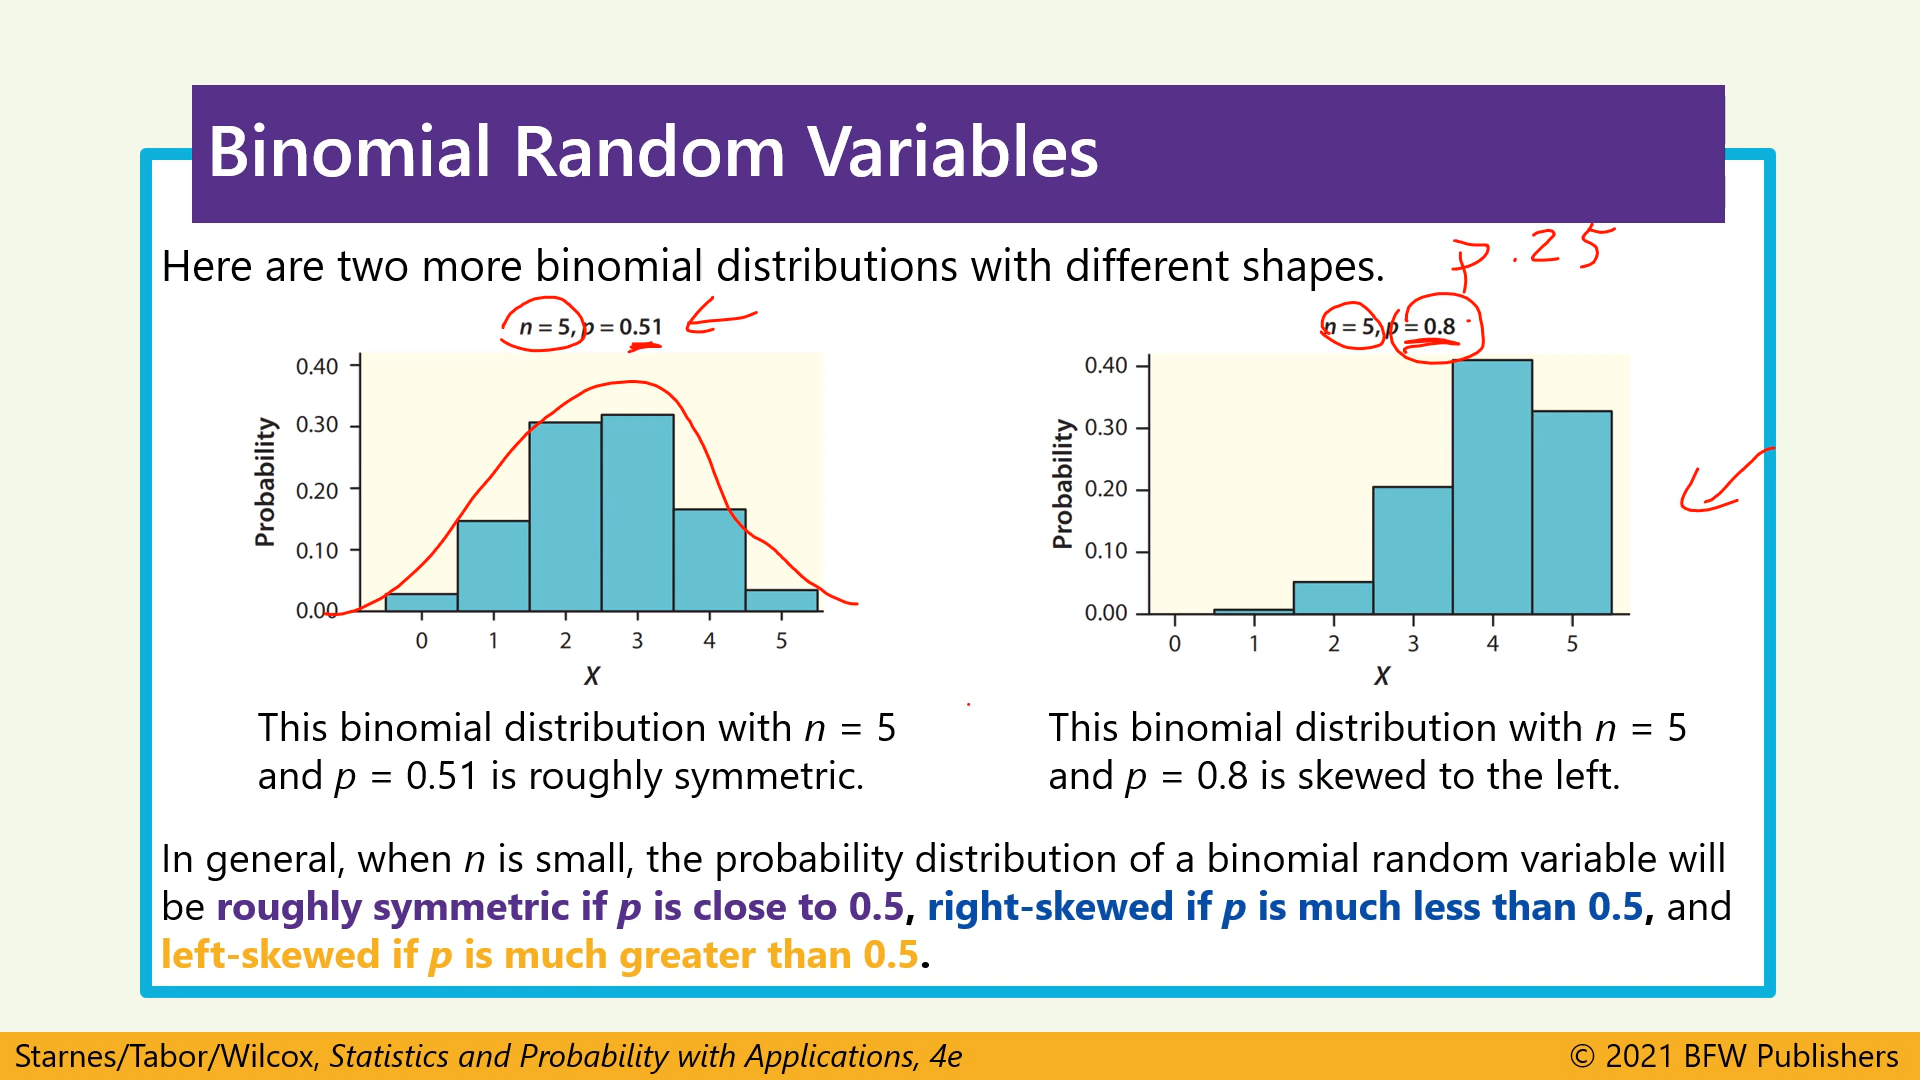 Binomial Random Variables
Here are two more binomial distributions with different shapes.
p .25
n = 5, p = 0.51
0.40
0.30
0.20
0.10
0.00
Probability
0 1 2 3 4 5
X
n = 5, p = 0.8
0.40
0.30
0.20
0.10
0.00
Probability
0 1 2 3 4 5
X
This binomial distribution with n = 5
and p = 0.51 is roughly symmetric.
This binomial distribution with n = 5
and p = 0.8 is skewed to the left.
In general, when n is small, the probability distribution of a binomial random variable will
be roughly symmetric if p is close to 0.5, right-skewed if p is much less than 0.5, and
left-skewed if p is much greater than 0.5.
Starnes/Tabor/Wilcox, Statistics and Probability with Applications, 4e
© 2021 BFW Publishers